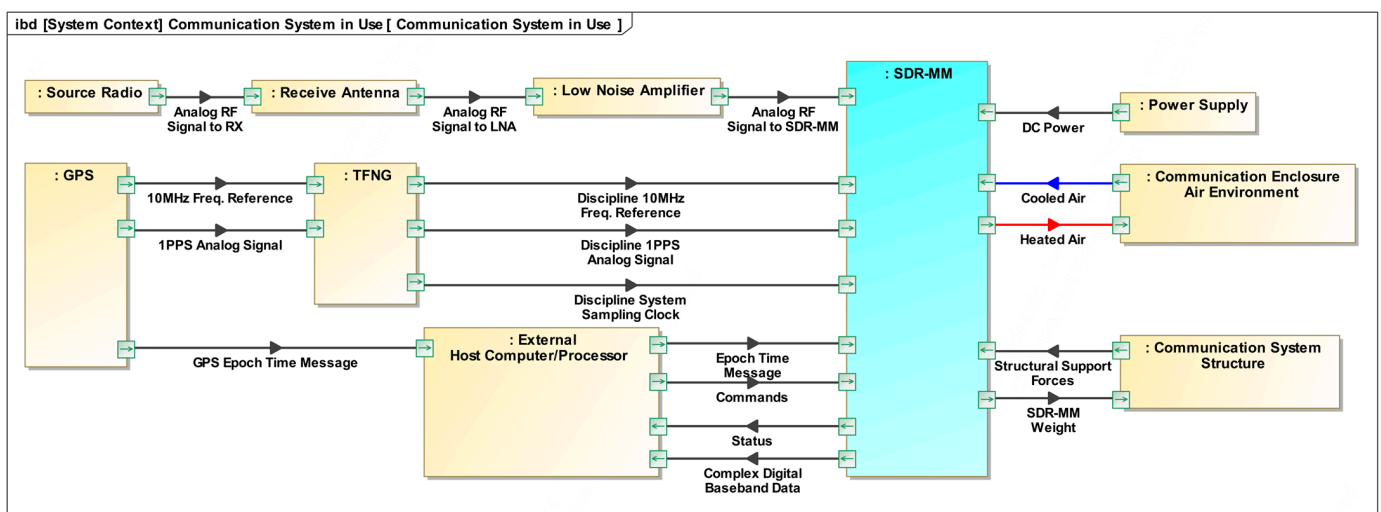 ibd [System Context] Communication System in Use [ Communication System in Use ]
: Source Radio
Analog RF
Signal to RX
: Receive Antenna
Analog RF
Signal to LNA
: Low Noise Amplifier
Analog RF
Signal to SDR-MM
: SDR-MM
DC Power
: Power Supply
: GPS
10MHz Freq. Reference
1PPS Analog Signal
: TFNG
Discipline 10MHz
Freq. Reference
Discipline 1PPS
Analog Signal
Discipline System
Sampling Clock
Cooled Air
Heated Air
: Communication Enclosure
Air Environment
GPS Epoch Time Message
: External
Host Computer/Processor
Epoch Time
Message
Commands
Status
Complex Digital
Baseband Data
Structural Support
Forces
SDR-MM
Weight
: Communication System
Structure